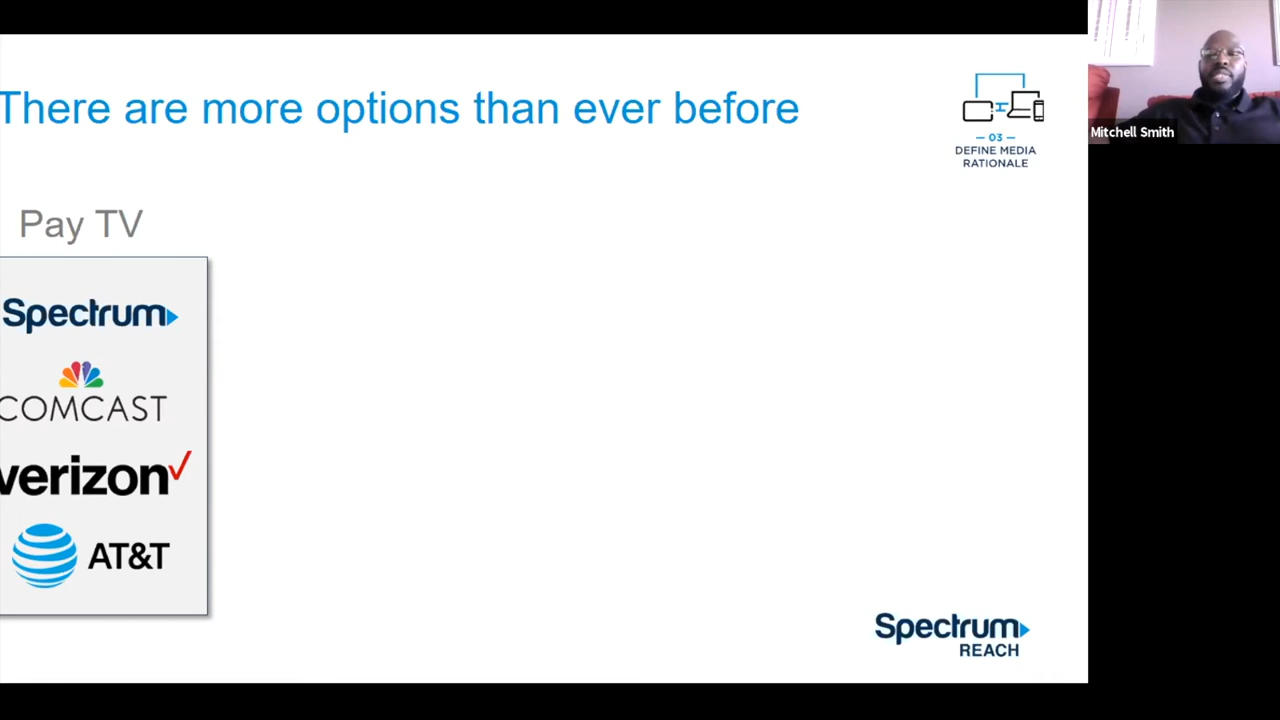 There are more options than ever before
— 03 —
DEFINE MEDIA
RATIONALE
Mitchell Smith
Pay TV
Spectrum
COMCAST
verizon
AT&T
Spectrum
REACH